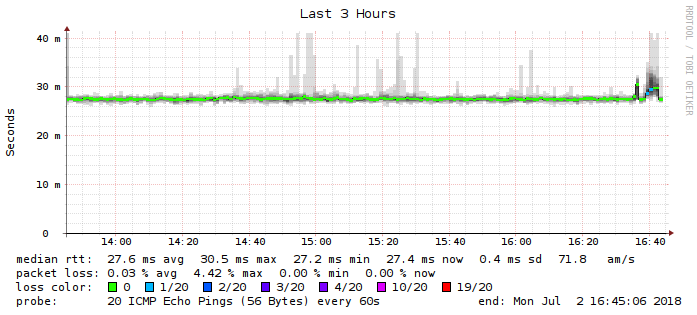 Last 3 Hours
RRDTOOL / TOBI OETIKER
Seconds
40 m
30 m
20 m
10 m
0
14:00 14:20 14:40 15:00 15:20 15:40 16:00 16:20 16:40
median rtt: 27.6 ms avg 30.5 ms max 27.2 ms min 27.4 ms now 0.4 ms sd 71.8 am/s
packet loss: 0.03 % avg 4.42 % max 0.00 % min 0.00 % now
loss color: 0 1/20 2/20 3/20 4/20 10/20 19/20
probe: 20 ICMP Echo Pings (56 Bytes) every 60s end: Mon Jul 2 16:45:06 2018